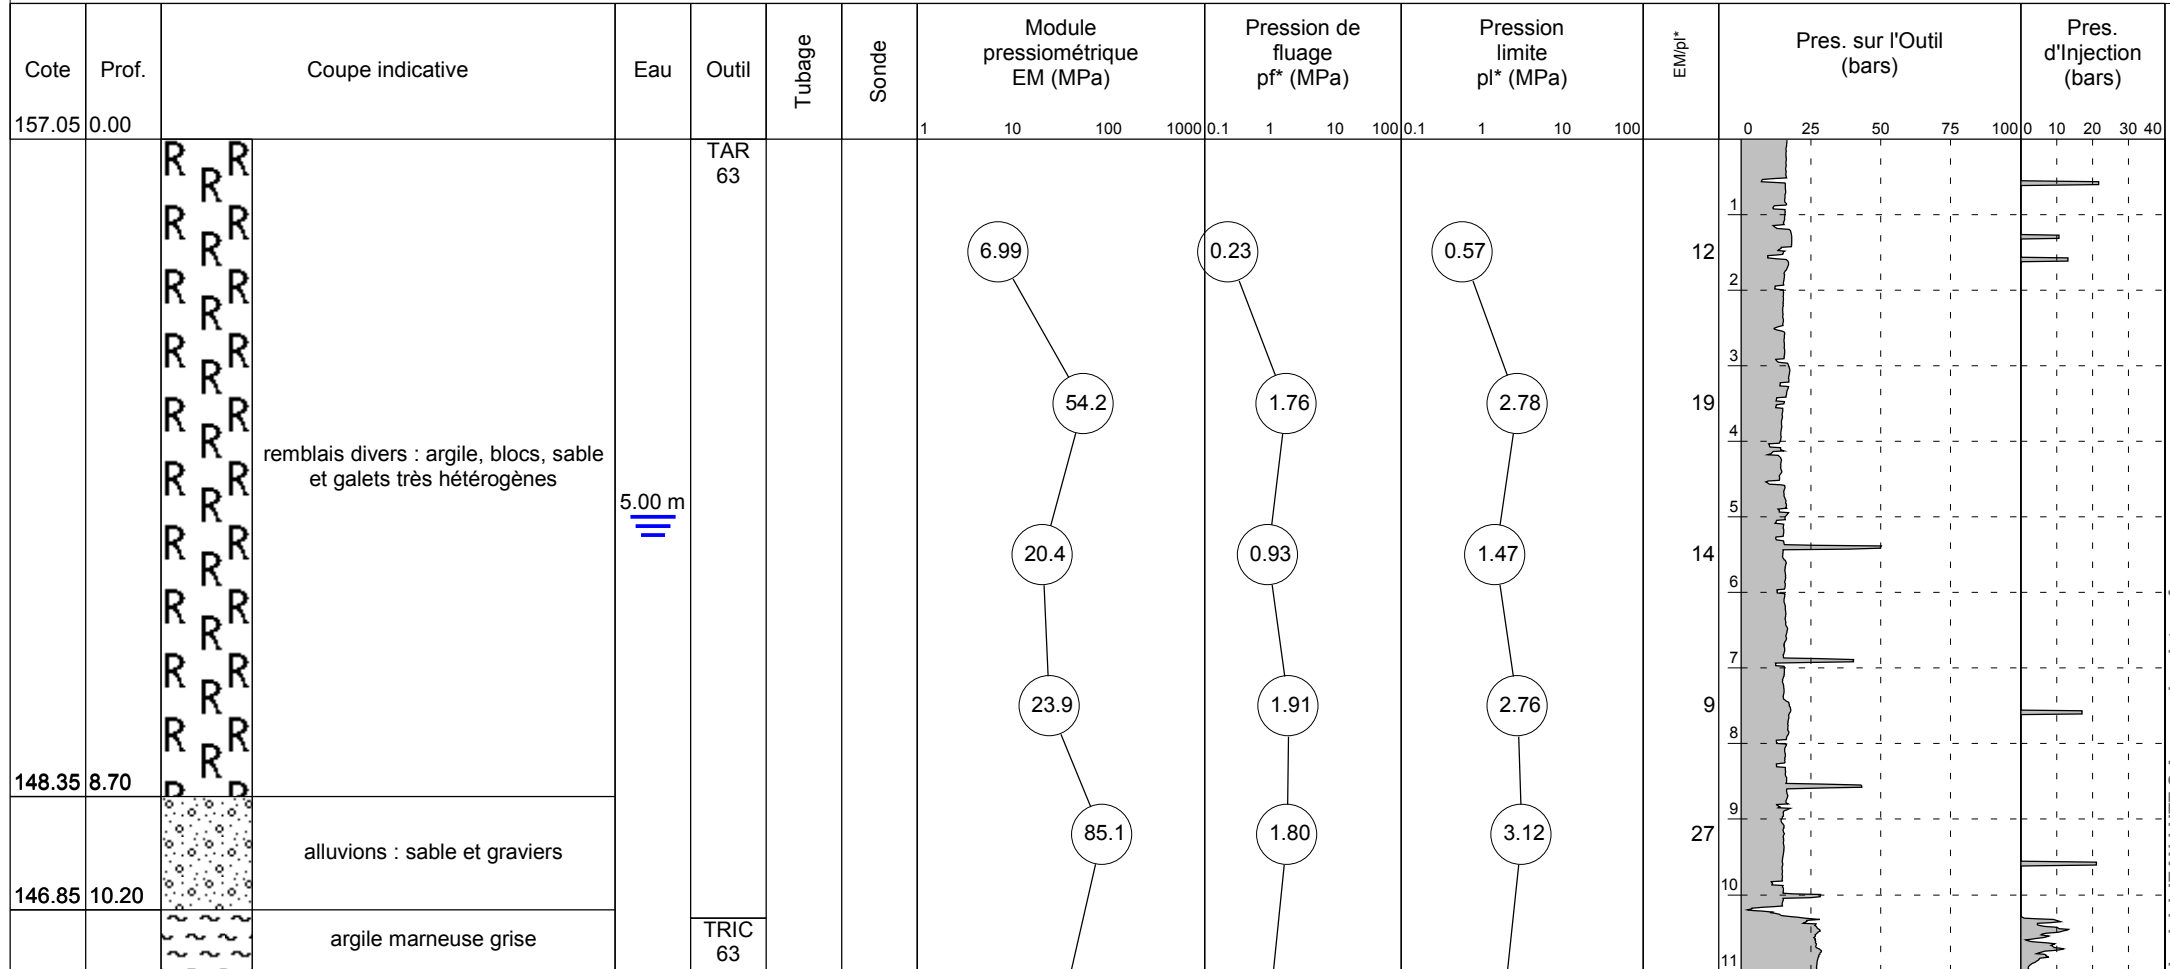 Cote
Prof.
Coupe indicative
Eau
Outil
Tubage
Sonde
Module
pressiométrique
EM (MPa)
Pression de
fluage
pf* (MPa)
Pression
limite
pl* (MPa)
EM/pl*
Pres. sur l'Outil
(bars)
Pres.
d'Injection
(bars)
157.05 0.00
1 10 100 1000
0.1 1 10 100
0.1 1 10 100
0 25 50 75 100
0 10 20 30 40
R R R
R R R
R R R
R R R
R R R
R R R
R R R
R R R
R R R
R R R
TAR
63
1
6.99 0.23 0.57 12
2
3
54.2 1.76 2.78 19
4
remblais divers : argile, blocs, sable
et galets très hétérogènes
5.00 m
5
20.4 0.93 1.47 14
6
7
23.9 1.91 2.76 9
8
148.35 8.70
9
85.1 1.80 3.12 27
alluvions : sable et graviers
10
146.85 10.20
argile marneuse grise
TRIC
63
11